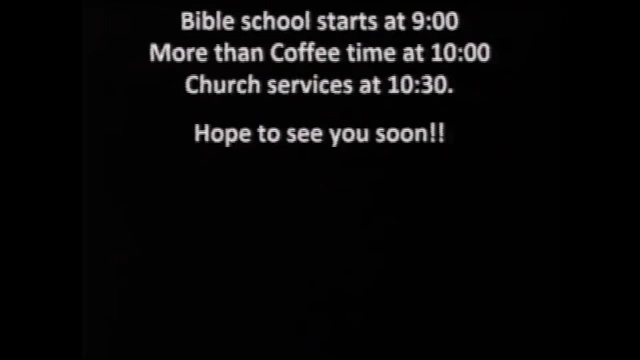 Bible school starts at 9:00
More than Coffee time at 10:00
Church services at 10:30.
Hope to see you soon!!